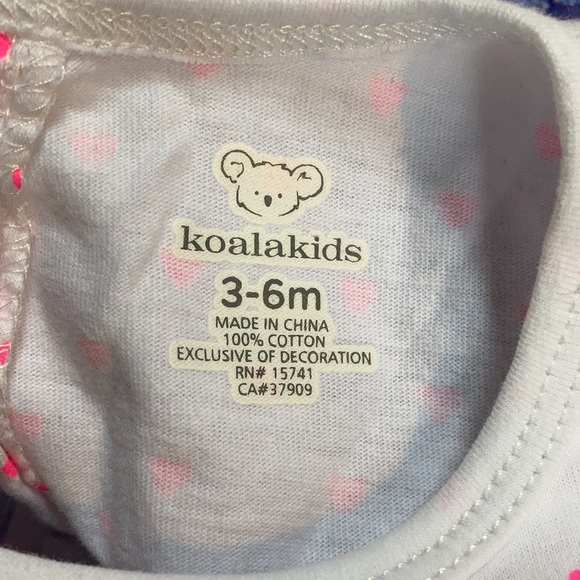 koalakids
3-6m
MADE IN CHINA
100% COTTON
EXCLUSIVE OF DECORATION
RN# 15741
CA#37909